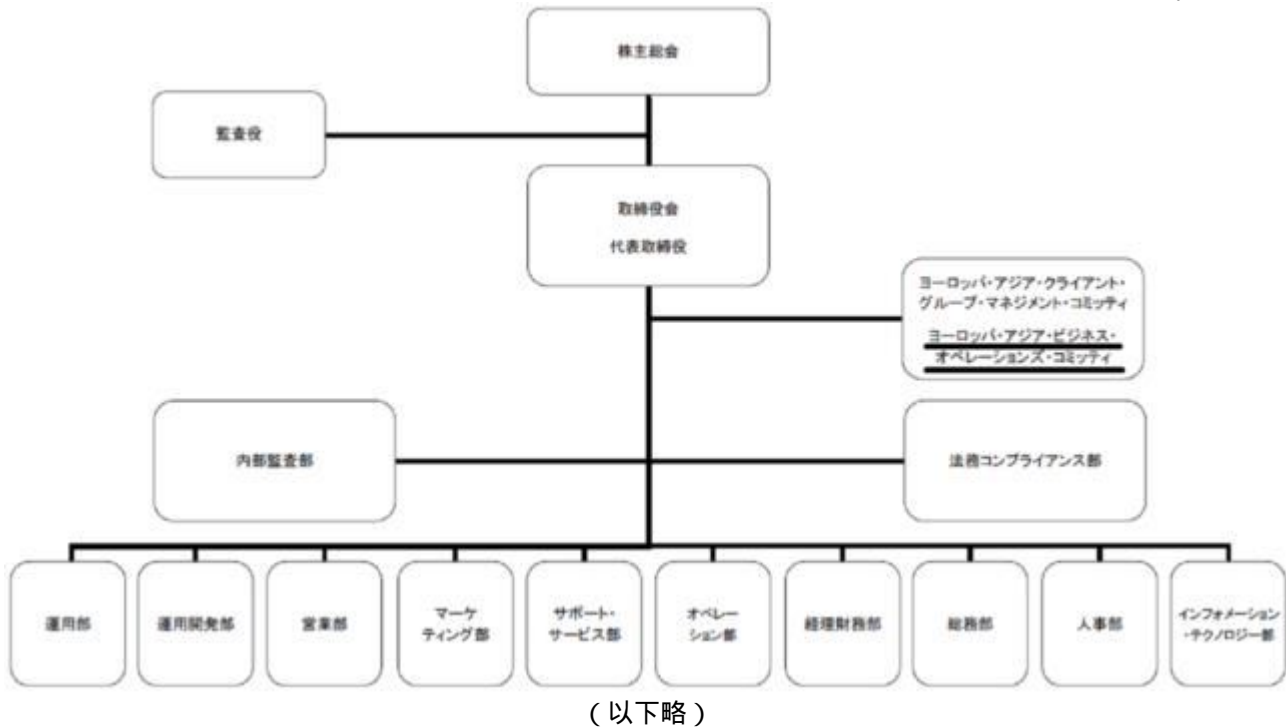 株主総会
監査役
取締役会
代表取締役
ヨーロッパ・アジア・クライアント・
グループ・マネジメント・コミッティ
ヨーロッパ・アジア・ビジネス・
オペレーションズ・コミッティ
内部監査部
法務コンプライアンス部
運用部
運用開発部
営業部
マーケ
ティング部
サポート・
サービス部
オペレー
ション部
経理財務部
総務部
人事部
インフォメーション
・テクノロジー部
(以下略)